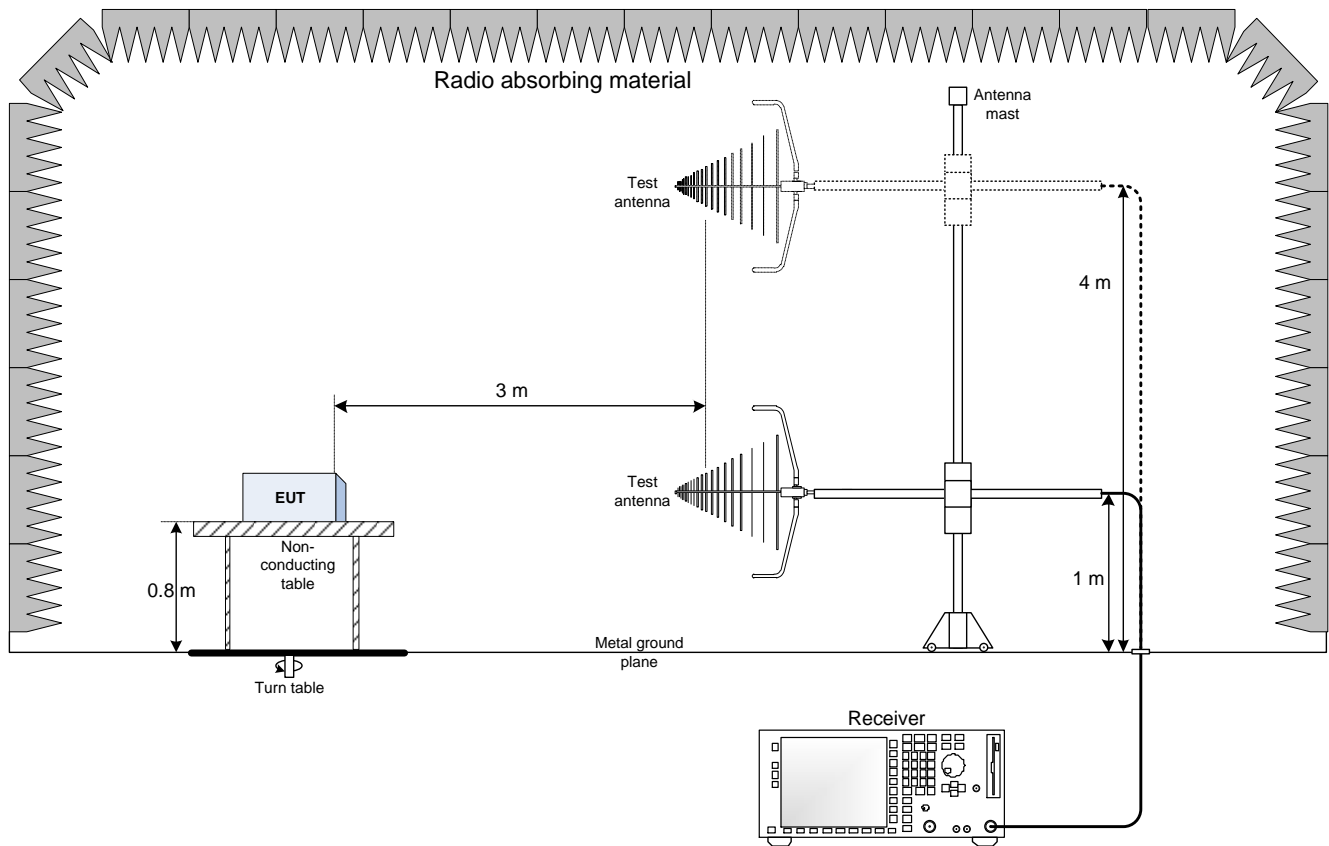 Radio absorbing material
Antenna
mast
Test
antenna
4 m
3 m
Test
antenna
EUT
Non-
conducting
table
0.8 m
1 m
Metal ground
plane
Turn table
Receiver